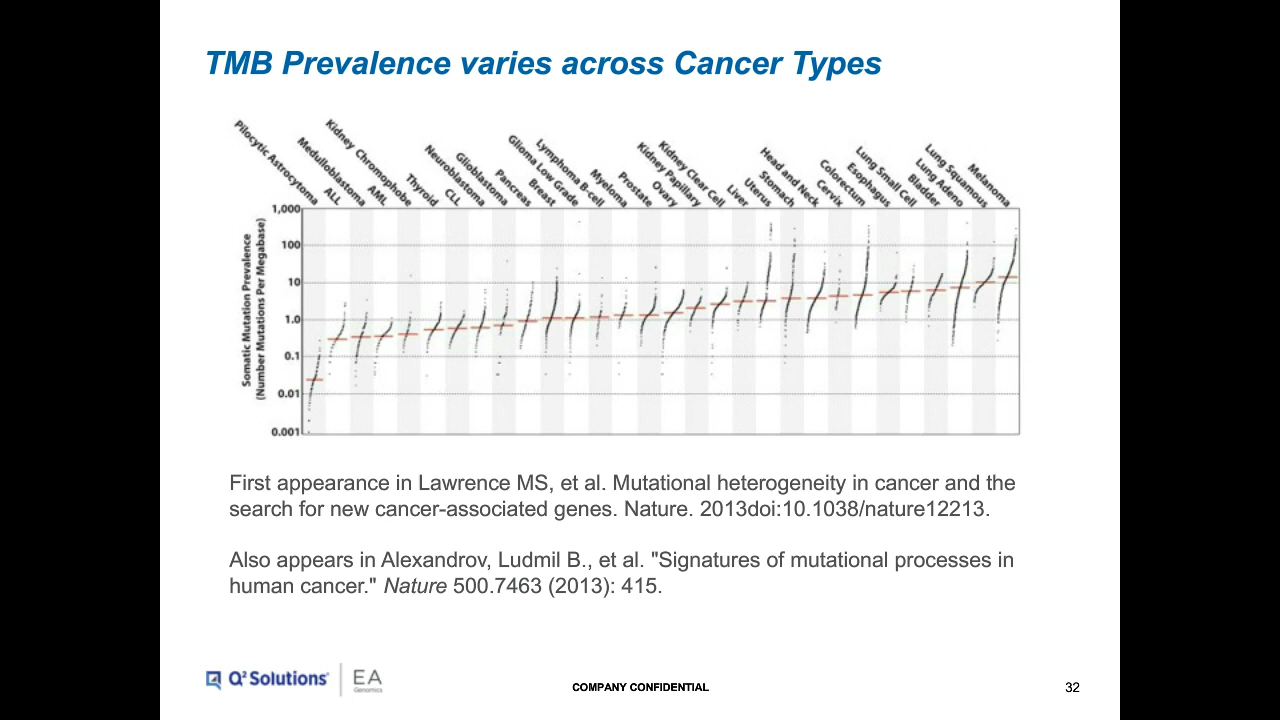 TMB Prevalence varies across Cancer Types
Pilocytic Astrocytoma
ALL
Medulloblastoma
AML
Kidney Chromophobe
Thyroid
CLL
Neuroblastoma
Glioblastoma
Pancreas
Breast
Glioma Low Grade
Lymphoma B-cell
Myeloma
Prostate
Ovary
Kidney Papillary
Kidney Clear Cell
Liver
Uterus
Stomach
Head and Neck
Cervix
Colorectum
Esophagus
Lung Small Cell
Bladder
Lung Adeno
Lung Squamous
Melanoma
Somatic Mutation Prevalence
(Number Mutations Per Megabase)
1,000
100
10
1.0
0.1
0.01
0.001
First appearance in Lawrence MS, et al. Mutational heterogeneity in cancer and the
search for new cancer-associated genes. Nature. 2013doi:10.1038/nature12213.
Also appears in Alexandrov, Ludmil B., et al. "Signatures of mutational processes in
human cancer." Nature 500.7463 (2013): 415.
Q² Solutions®
EA
Genomics
COMPANY CONFIDENTIAL
32